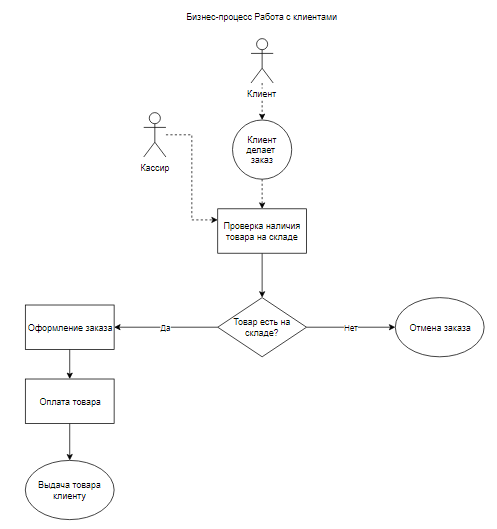 Бизнес-процесс Работа с клиентами
Клиент
Клиент
делает
заказ
Кассир
Проверка наличия
товара на складе
Товар есть на
складе?
Да
Нет
Оформление заказа
Отмена заказа
Оплата товара
Выдача товара
клиенту